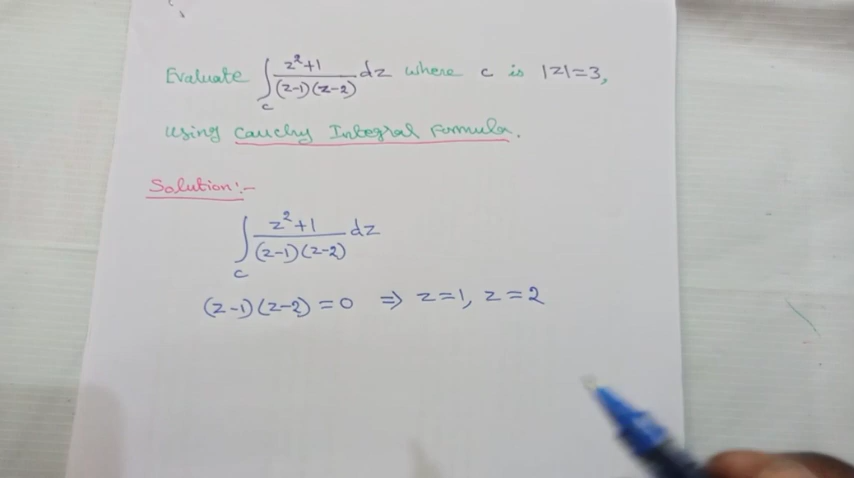 Evaluate ∫_C (z²+1)/((z-1)(z-2)) dz where c is |z|=3,
using Cauchy Integral Formula.
Solution:-
∫_C (z²+1)/((z-1)(z-2)) dz
(z-1)(z-2)=0 ⇒ z=1, z=2